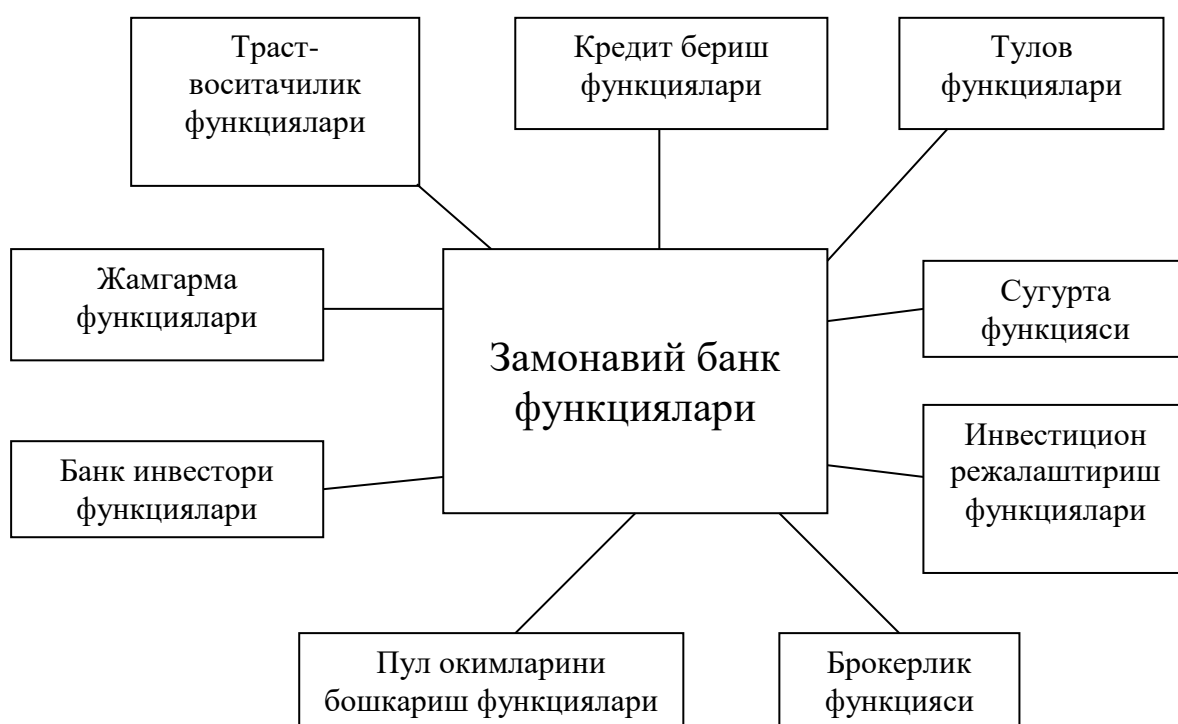 Траст-
воситачилик
функциялари
Кредит бериш
функциялари
Тулов
функциялари
Жамгарма
функциялари
Замонавий банк
функциялари
Сугурта
функцияси
Банк инвестори
функциялари
Инвестицион
режалаштириш
функциялари
Пул окимларини
бошкариш функциялари
Брокерлик
функцияси